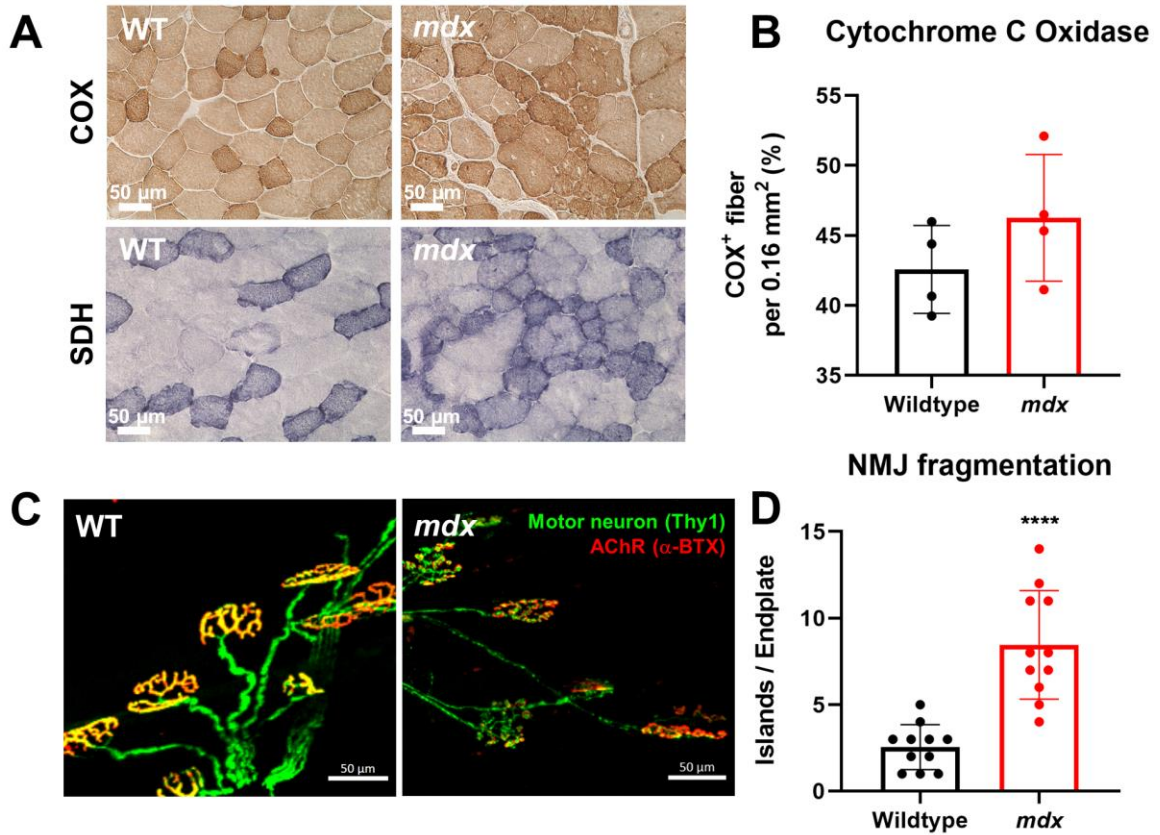 A
COX
WT
50 µm
mdx
50 µm
SDH
WT
50 µm
mdx
50 µm
B
Cytochrome C Oxidase
COX⁺ fiber
per 0.16 mm² (%)
55
50
45
40
35
Wildtype
mdx
C
WT
50 µm
mdx
Motor neuron (Thy1)
AChR (α-BTX)
50 µm
NMJ fragmentation
D
Islands / Endplate
15
10
5
0
****
Wildtype
mdx